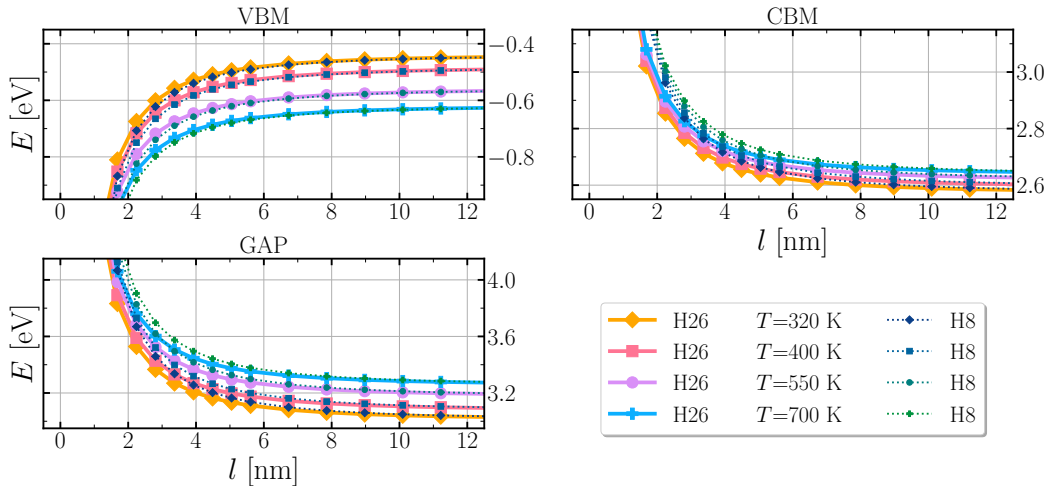 VBM
CBM
E [eV]
−0.4
−0.6
−0.8
3.0
2.8
2.6
0 2 4 6 8 10 12
0 2 4 6 8 10 12
l [nm]
GAP
E [eV]
4.0
3.6
3.2
0 2 4 6 8 10 12
l [nm]
H26 T=320 K H8
H26 T=400 K H8
H26 T=550 K H8
H26 T=700 K H8